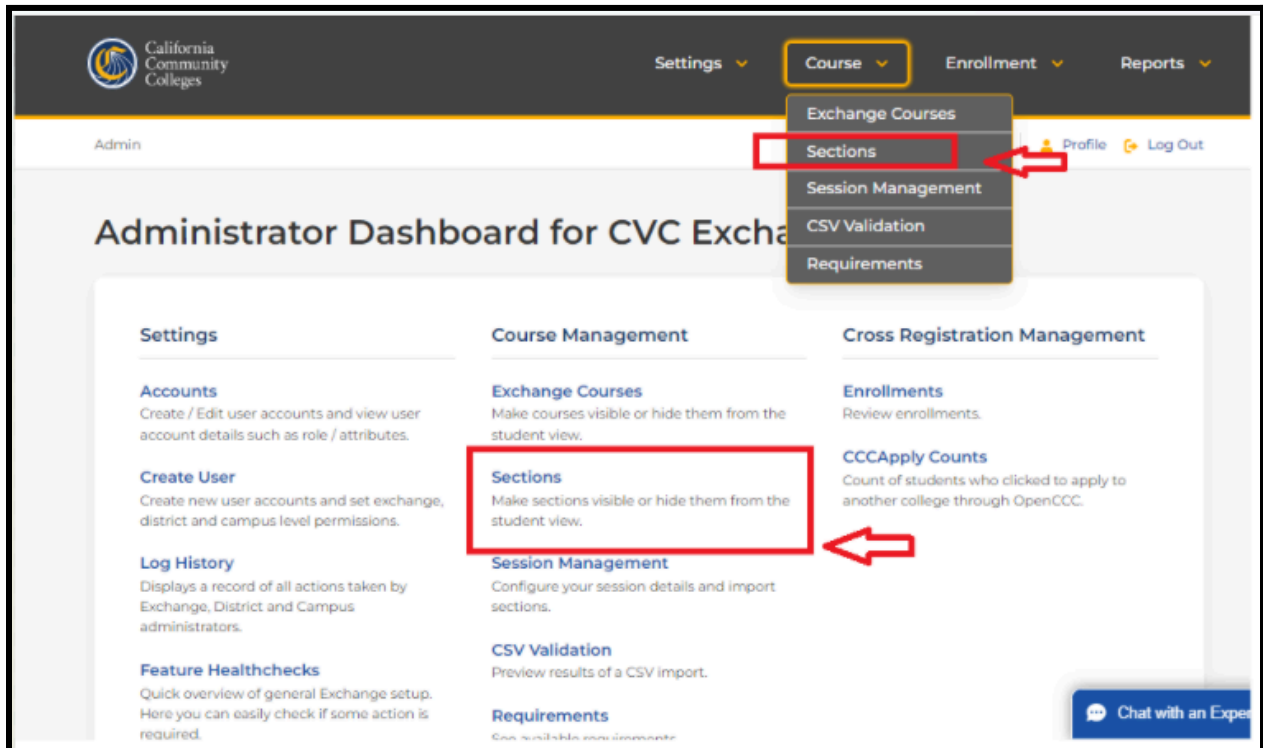 California
Community
Colleges
Settings
Course
Enrollment
Reports
Exchange Courses
Sections
Session Management
CSV Validation
Requirements
Admin
Profile
Log Out
Administrator Dashboard for CVC
Settings
Accounts
Create / Edit user accounts and view user
account details such as role / attributes.
Create User
Create new user accounts and set exchange,
district and campus level permissions.
Log History
Displays a record of all actions taken by
Exchange, District and Campus
administrators.
Feature Healthchecks
Quick overview of general Exchange setup.
Here you can easily check if some action is
required.
Course Management
Exchange Courses
Make courses visible or hide them from the
student view.
Sections
Make sections visible or hide them from the
student view.
Session Management
Configure your session details and import
sections.
CSV Validation
Preview results of a CSV import.
Requirements
See available requirements
Cross Registration Management
Enrollments
Review enrollments.
CCCApply Counts
Count of students who clicked to apply to
another college through OpenCCC.
Chat with an Exper